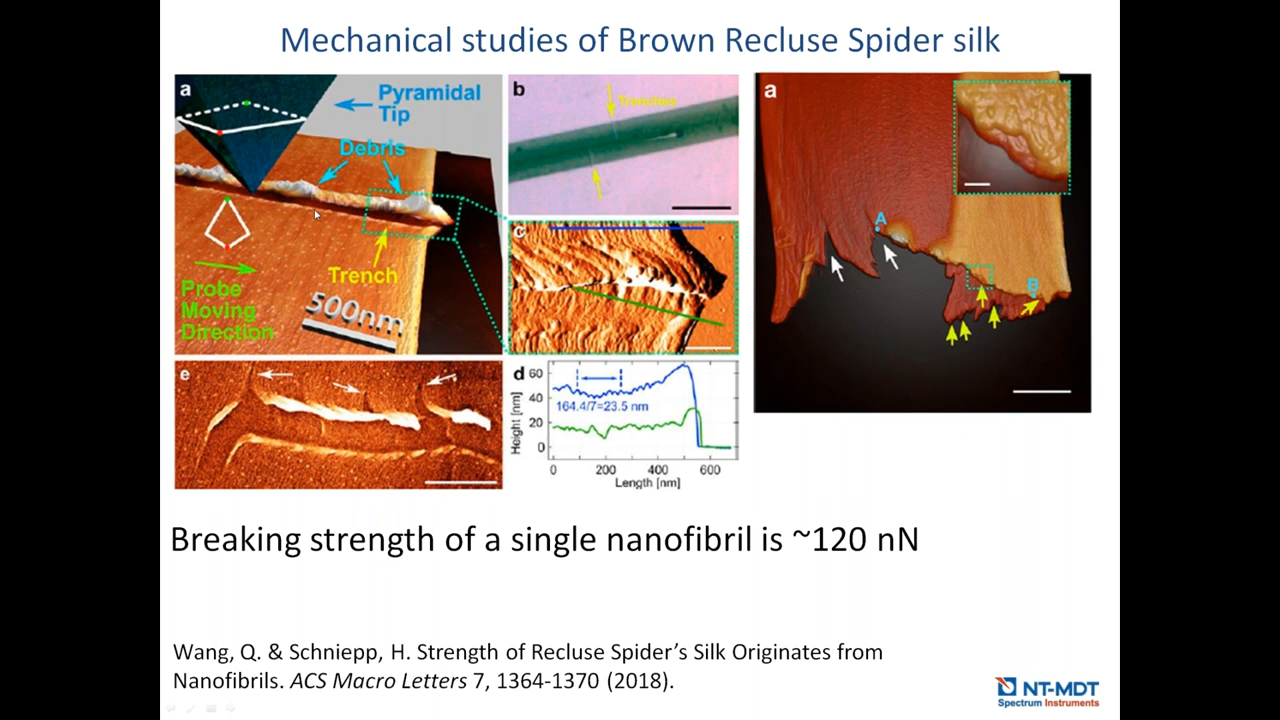 Mechanical studies of Brown Recluse Spider silk
a
Pyramidal
Tip
Debris
Trench
Probe
Moving
Direction
500nm
b
Trenches
c
e
d
Height [nm]
60
40
20
0
164.4/7=23.5 nm
0 200 400 600
Length [nm]
a
A
B
Breaking strength of a single nanofibril is ~120 nN
Wang, Q. & Schniepp, H. Strength of Recluse Spider’s Silk Originates from
Nanofibrils. ACS Macro Letters 7, 1364-1370 (2018).
NT-MDT
Spectrum Instruments